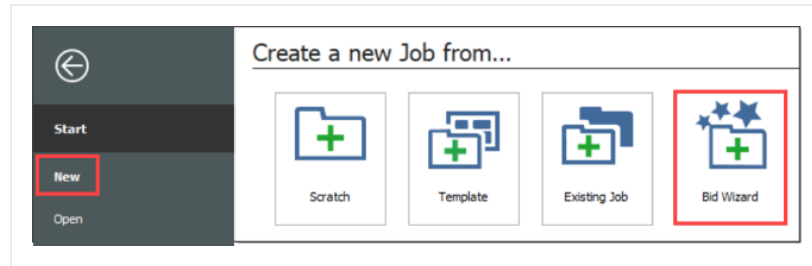 Create a new Job from...
Start
New
Open
Scratch
Template
Existing Job
Bid Wizard